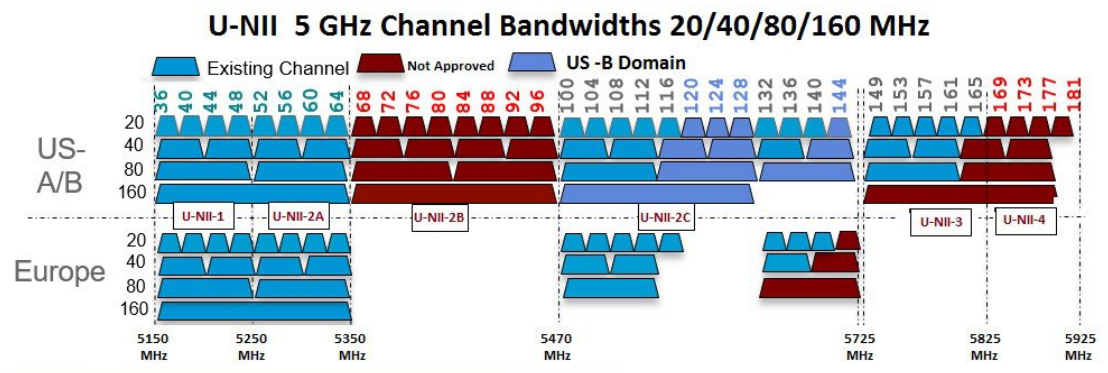 U-NII 5 GHz Channel Bandwidths 20/40/80/160 MHz
Existing Channel Not Approved US -B Domain
36 40 44 48 52 56 60 64 68 72 76 80 84 88 92 96 100 104 108 112 116 120 124 128 132 136 140 144 149 153 157 161 165 169 173 177 181
US-
A/B
20
40
80
160
U-NII-1 U-NII-2A U-NII-2B U-NII-2C U-NII-3 U-NII-4
Europe
20
40
80
160
5150 5250 5350 5470 5725 5825 5925
MHz MHz MHz MHz MHz MHz MHz